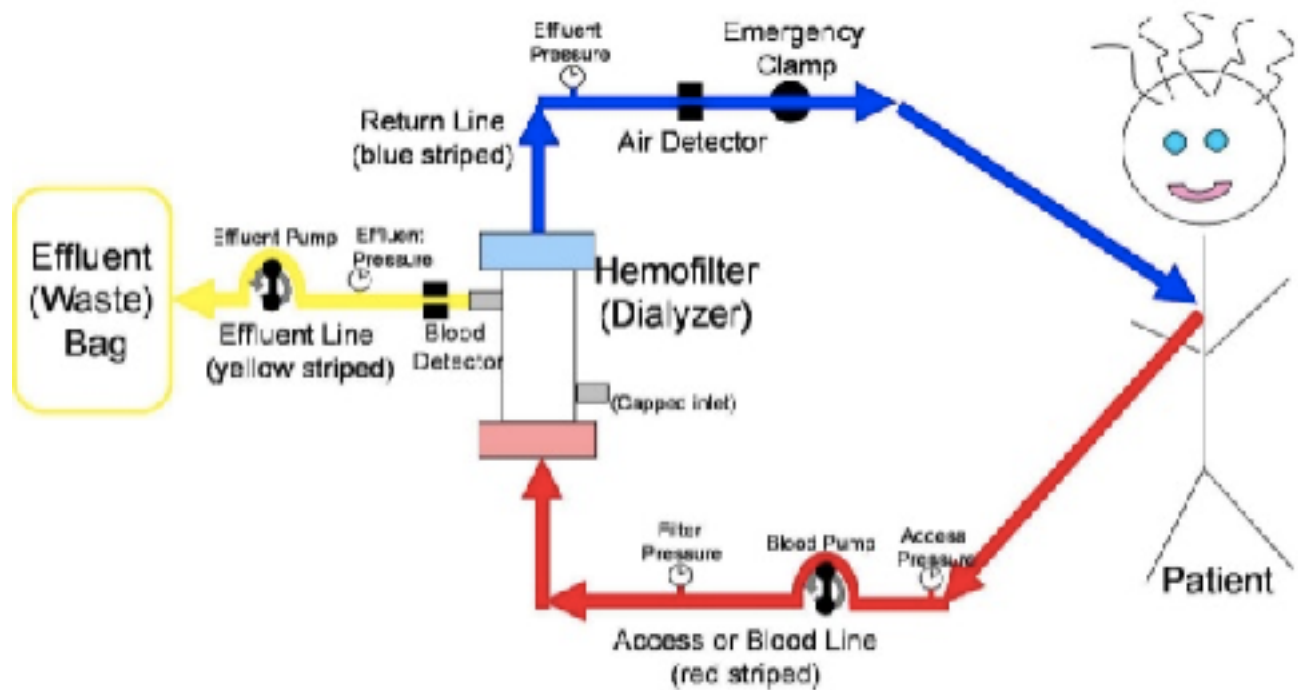 Effluent
Pressure
Emergency
Clamp
Return Line
(blue striped)
Air Detector
Effluent
(Waste)
Bag
Effluent Pump
Effluent
Pressure
Effluent Line
(yellow striped)
Blood
Detector
Hemofilter
(Dialyzer)
(Capped inlet)
Filter
Pressure
Blood Pump
Access
Pressure
Access or Blood Line
(red striped)
Patient